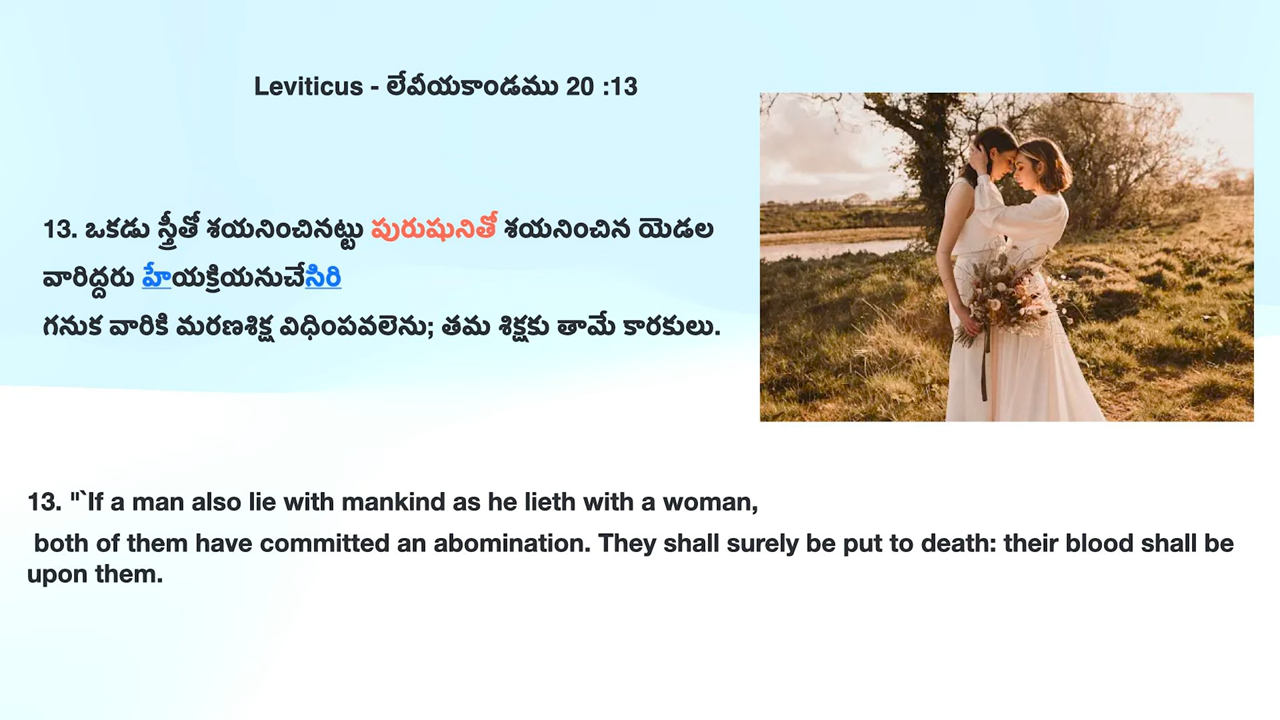 Leviticus - లేవీయకాండము 20 :13
13. ఒకడు స్త్రీతో శయనించినట్టు పురుషునితో శయనించిన యెడల
వారిద్దరు హేయక్రియనుచేసిరి
గనుక వారికి మరణశిక్ష విధింపవలెను; తమ శిక్షకు తామే కారకులు.
13. "`If a man also lie with mankind as he lieth with a woman,
both of them have committed an abomination. They shall surely be put to death: their blood shall be
upon them.